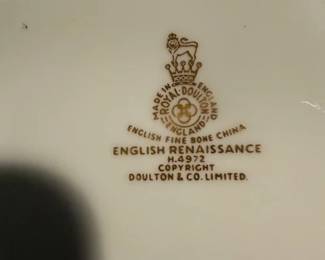 MADE IN ENGLAND
ROYAL·DOULTON
ENGLAND
ENGLISH FINE BONE CHINA
ENGLISH RENAISSANCE
H.4972
COPYRIGHT
DOULTON & CO. LIMITED.